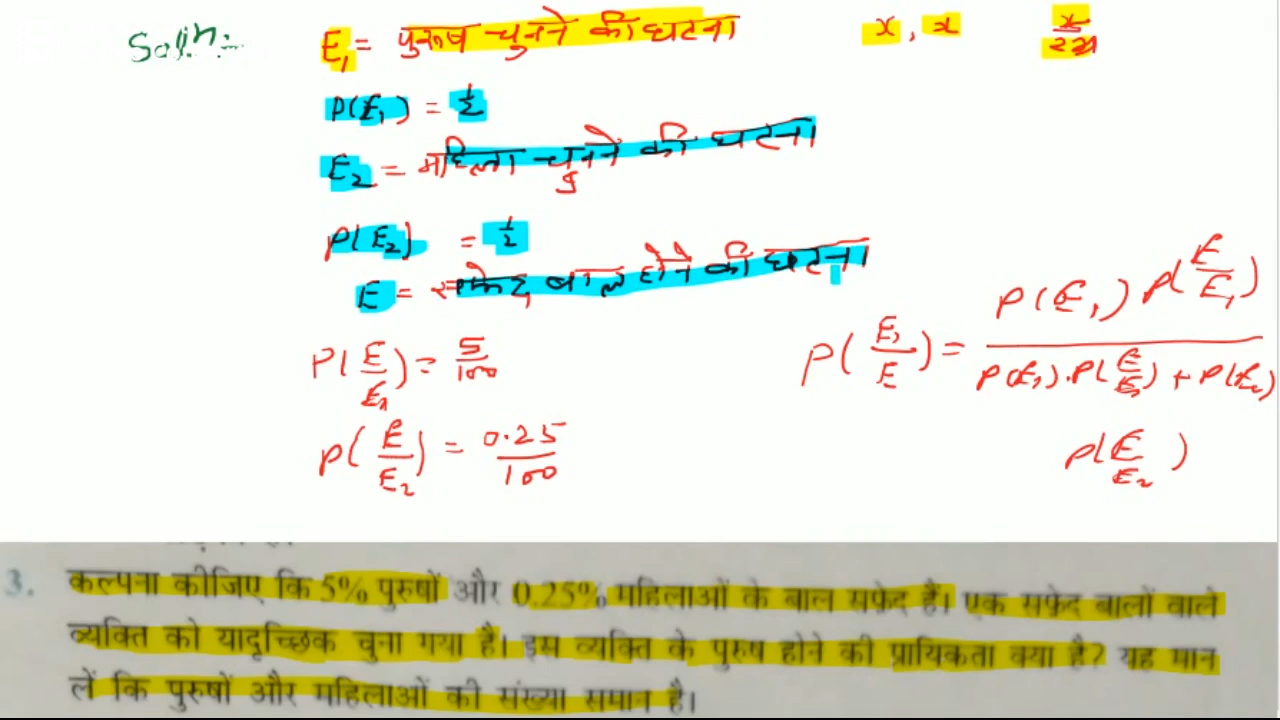 Solⁿ:- E₁ = पुरुष चुनने की घटना x, x x/2x
P(E₁) = 1/2
E₂ = महिला चुनने की घटना
P(E₂) = 1/2
E = सफेद बाल होने की घटना
P(E/E₁) = 5/100
P(E/E₂) = 0.25/100
P(E₁/E) = P(E₁) P(E/E₁) / P(E₁).P(E/E₁) + P(E₂)
P(E/E₂)
3. कल्पना कीजिए कि 5% पुरुषों और 0.25% महिलाओं के बाल सफ़ेद हैं। एक सफ़ेद बालों वाले
व्यक्ति को यादृच्छिक चुना गया है। इस व्यक्ति के पुरुष होने की प्रायिकता क्या है? यह मान
लें कि पुरुषों और महिलाओं की संख्या समान है।